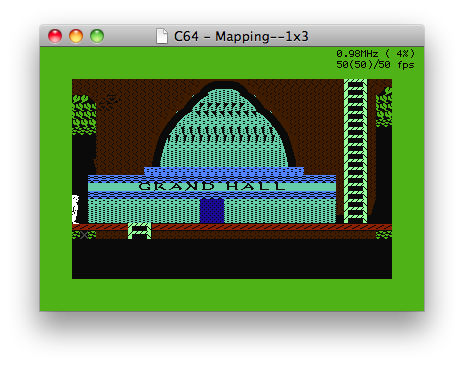 C64 - Mapping--1x3
0.98MHz ( 4%)
50(50)/50 fps
GRAND HALL